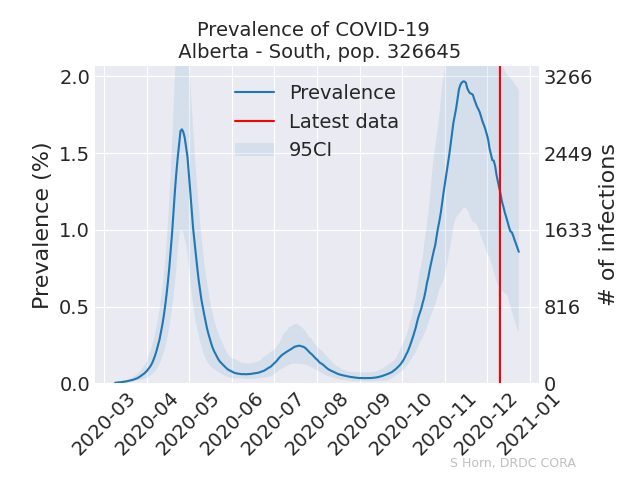 Prevalence of COVID-19
Alberta - South, pop. 326645
Prevalence (%)
2.0
1.5
1.0
0.5
0.0
Prevalence
Latest data
95CI
3266
2449
1633
816
0
# of infections
2020-03
2020-04
2020-05
2020-06
2020-07
2020-08
2020-09
2020-10
2020-11
2020-12
2021-01
S Horn, DRDC CORA